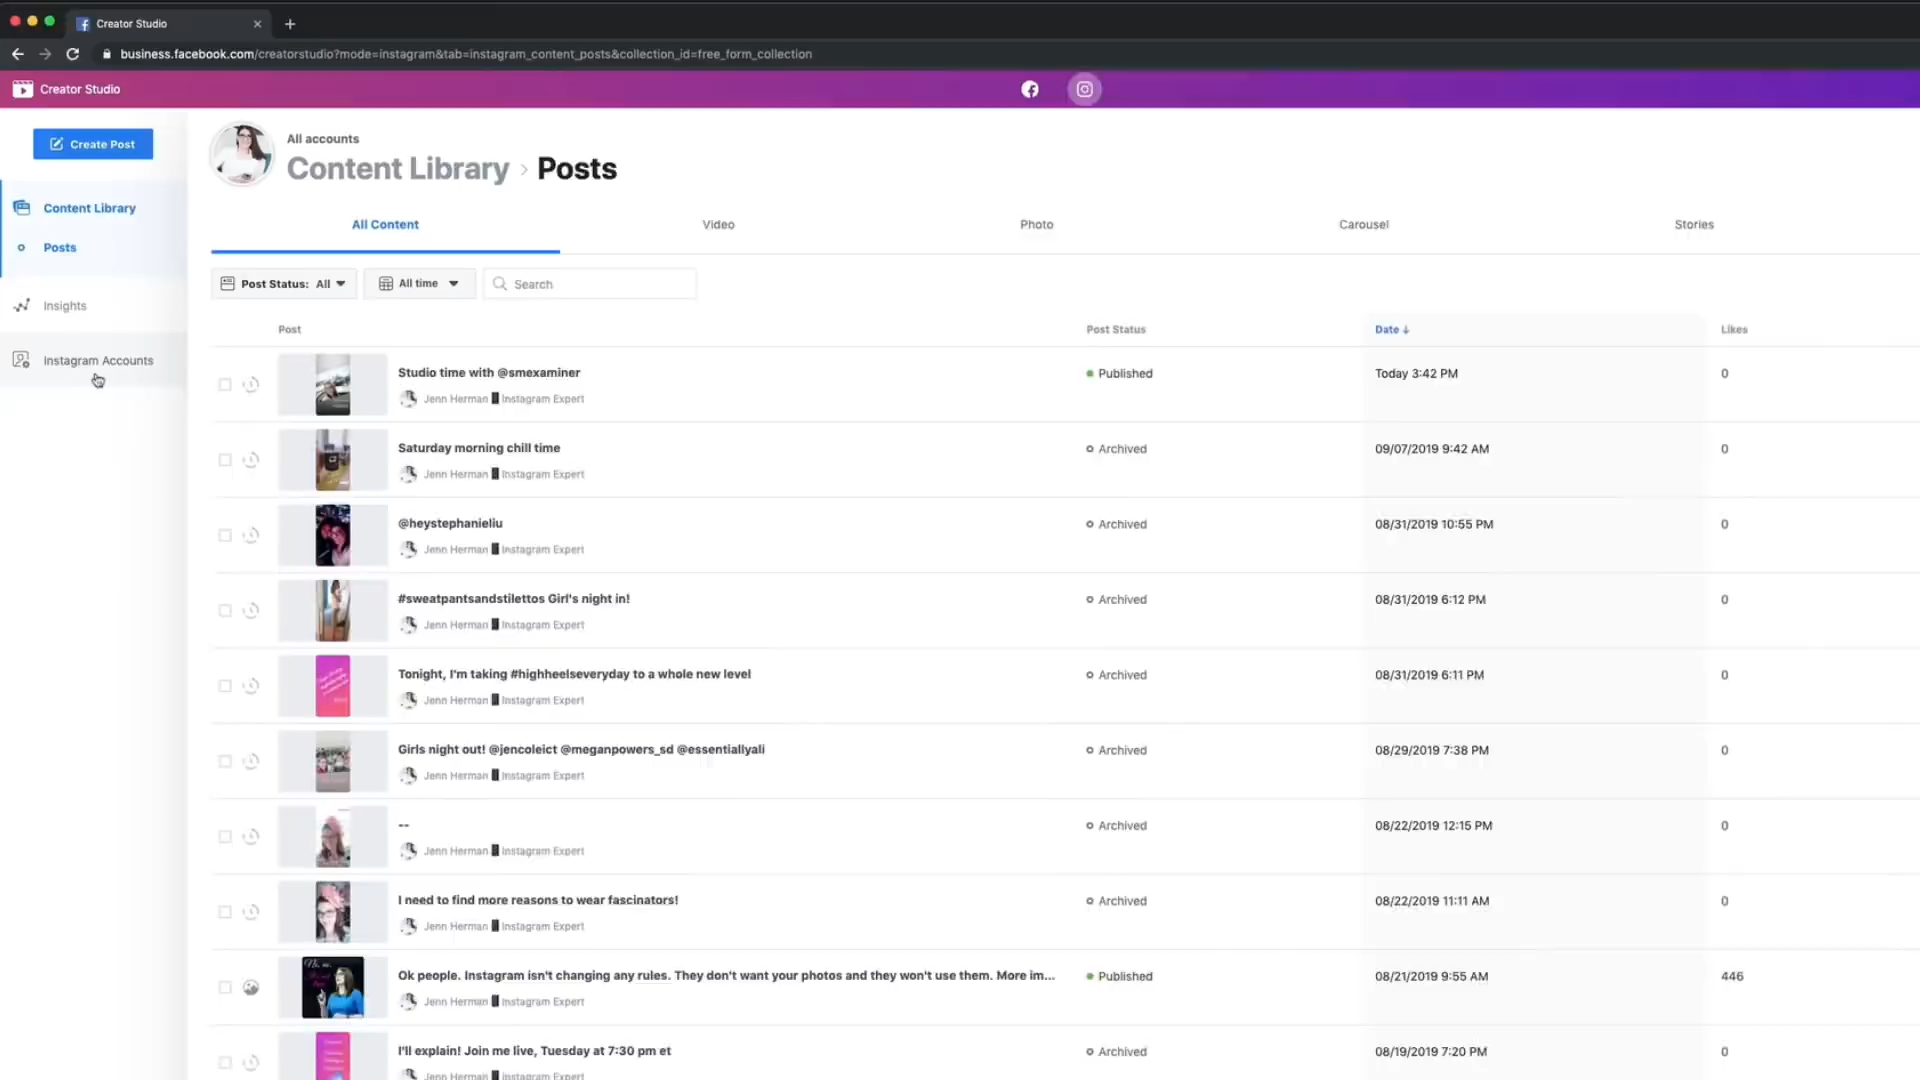 Creator Studio
business.facebook.com/creatorstudio?mode=instagram&tab=instagram_content_posts&collection_id=free_form_collection
Creator Studio
Create Post
Content Library
Posts
Insights
Instagram Accounts
All accounts
Content Library › Posts
All Content Video Photo Carousel Stories
Post Status: All All time Search
Post Post Status Date ↓ Likes
Studio time with @smexaminer Published Today 3:42 PM 0
Jenn Herman Instagram Expert
Saturday morning chill time Archived 09/07/2019 9:42 AM 0
Jenn Herman Instagram Expert
@heystephanieliu Archived 08/31/2019 10:55 PM 0
Jenn Herman Instagram Expert
#sweatpantsandstilettos Girl's night in! Archived 08/31/2019 6:12 PM 0
Jenn Herman Instagram Expert
Tonight, I'm taking #highheelseveryday to a whole new level Archived 08/31/2019 6:11 PM 0
Jenn Herman Instagram Expert
Girls night out! @jencoleict @meganpowers_sd @essentiallyali Archived 08/29/2019 7:38 PM 0
Jenn Herman Instagram Expert
-- Archived 08/22/2019 12:15 PM 0
Jenn Herman Instagram Expert
I need to find more reasons to wear fascinators! Archived 08/22/2019 11:11 AM 0
Jenn Herman Instagram Expert
Ok people. Instagram isn't changing any rules. They don't want your photos and they won't use them. More im... Published 08/21/2019 9:55 AM 446
Jenn Herman Instagram Expert
I'll explain! Join me live, Tuesday at 7:30 pm et Archived 08/19/2019 7:20 PM 0
Jenn Herman Instagram Expert